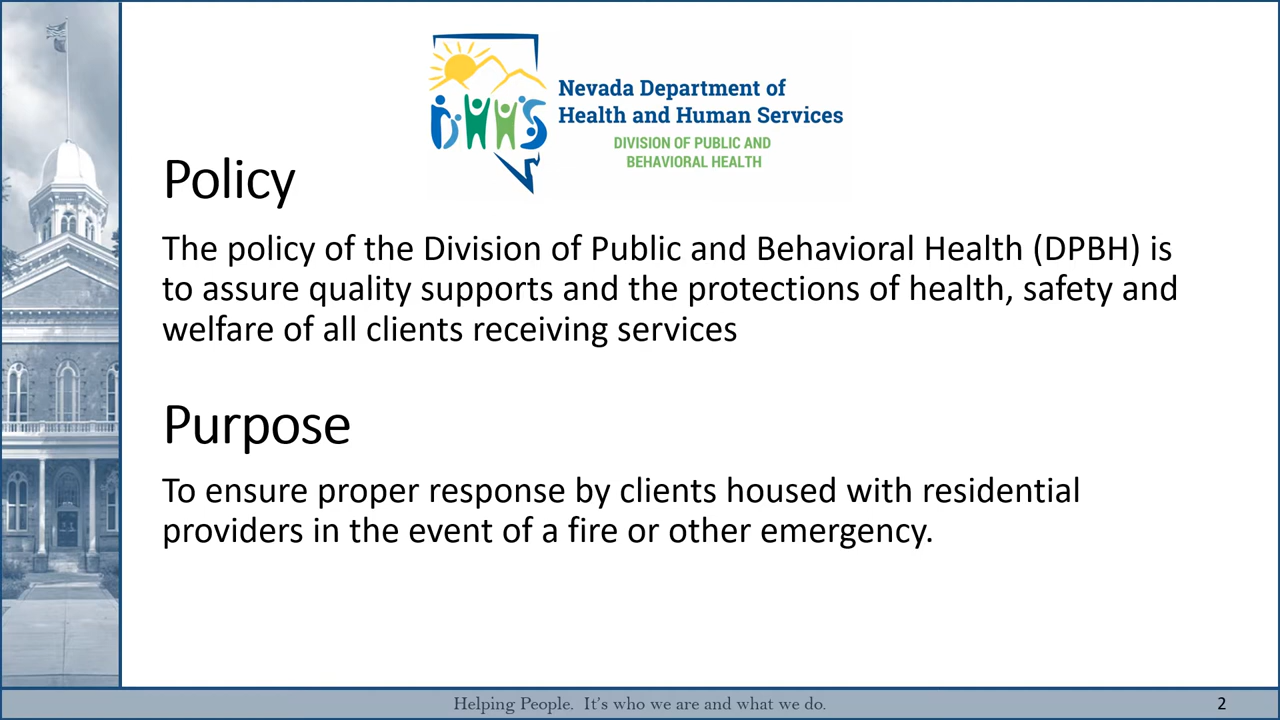 DHHS
Nevada Department of
Health and Human Services
DIVISION OF PUBLIC AND
BEHAVIORAL HEALTH
Policy
The policy of the Division of Public and Behavioral Health (DPBH) is
to assure quality supports and the protections of health, safety and
welfare of all clients receiving services
Purpose
To ensure proper response by clients housed with residential
providers in the event of a fire or other emergency.
Helping People. It's who we are and what we do.
2